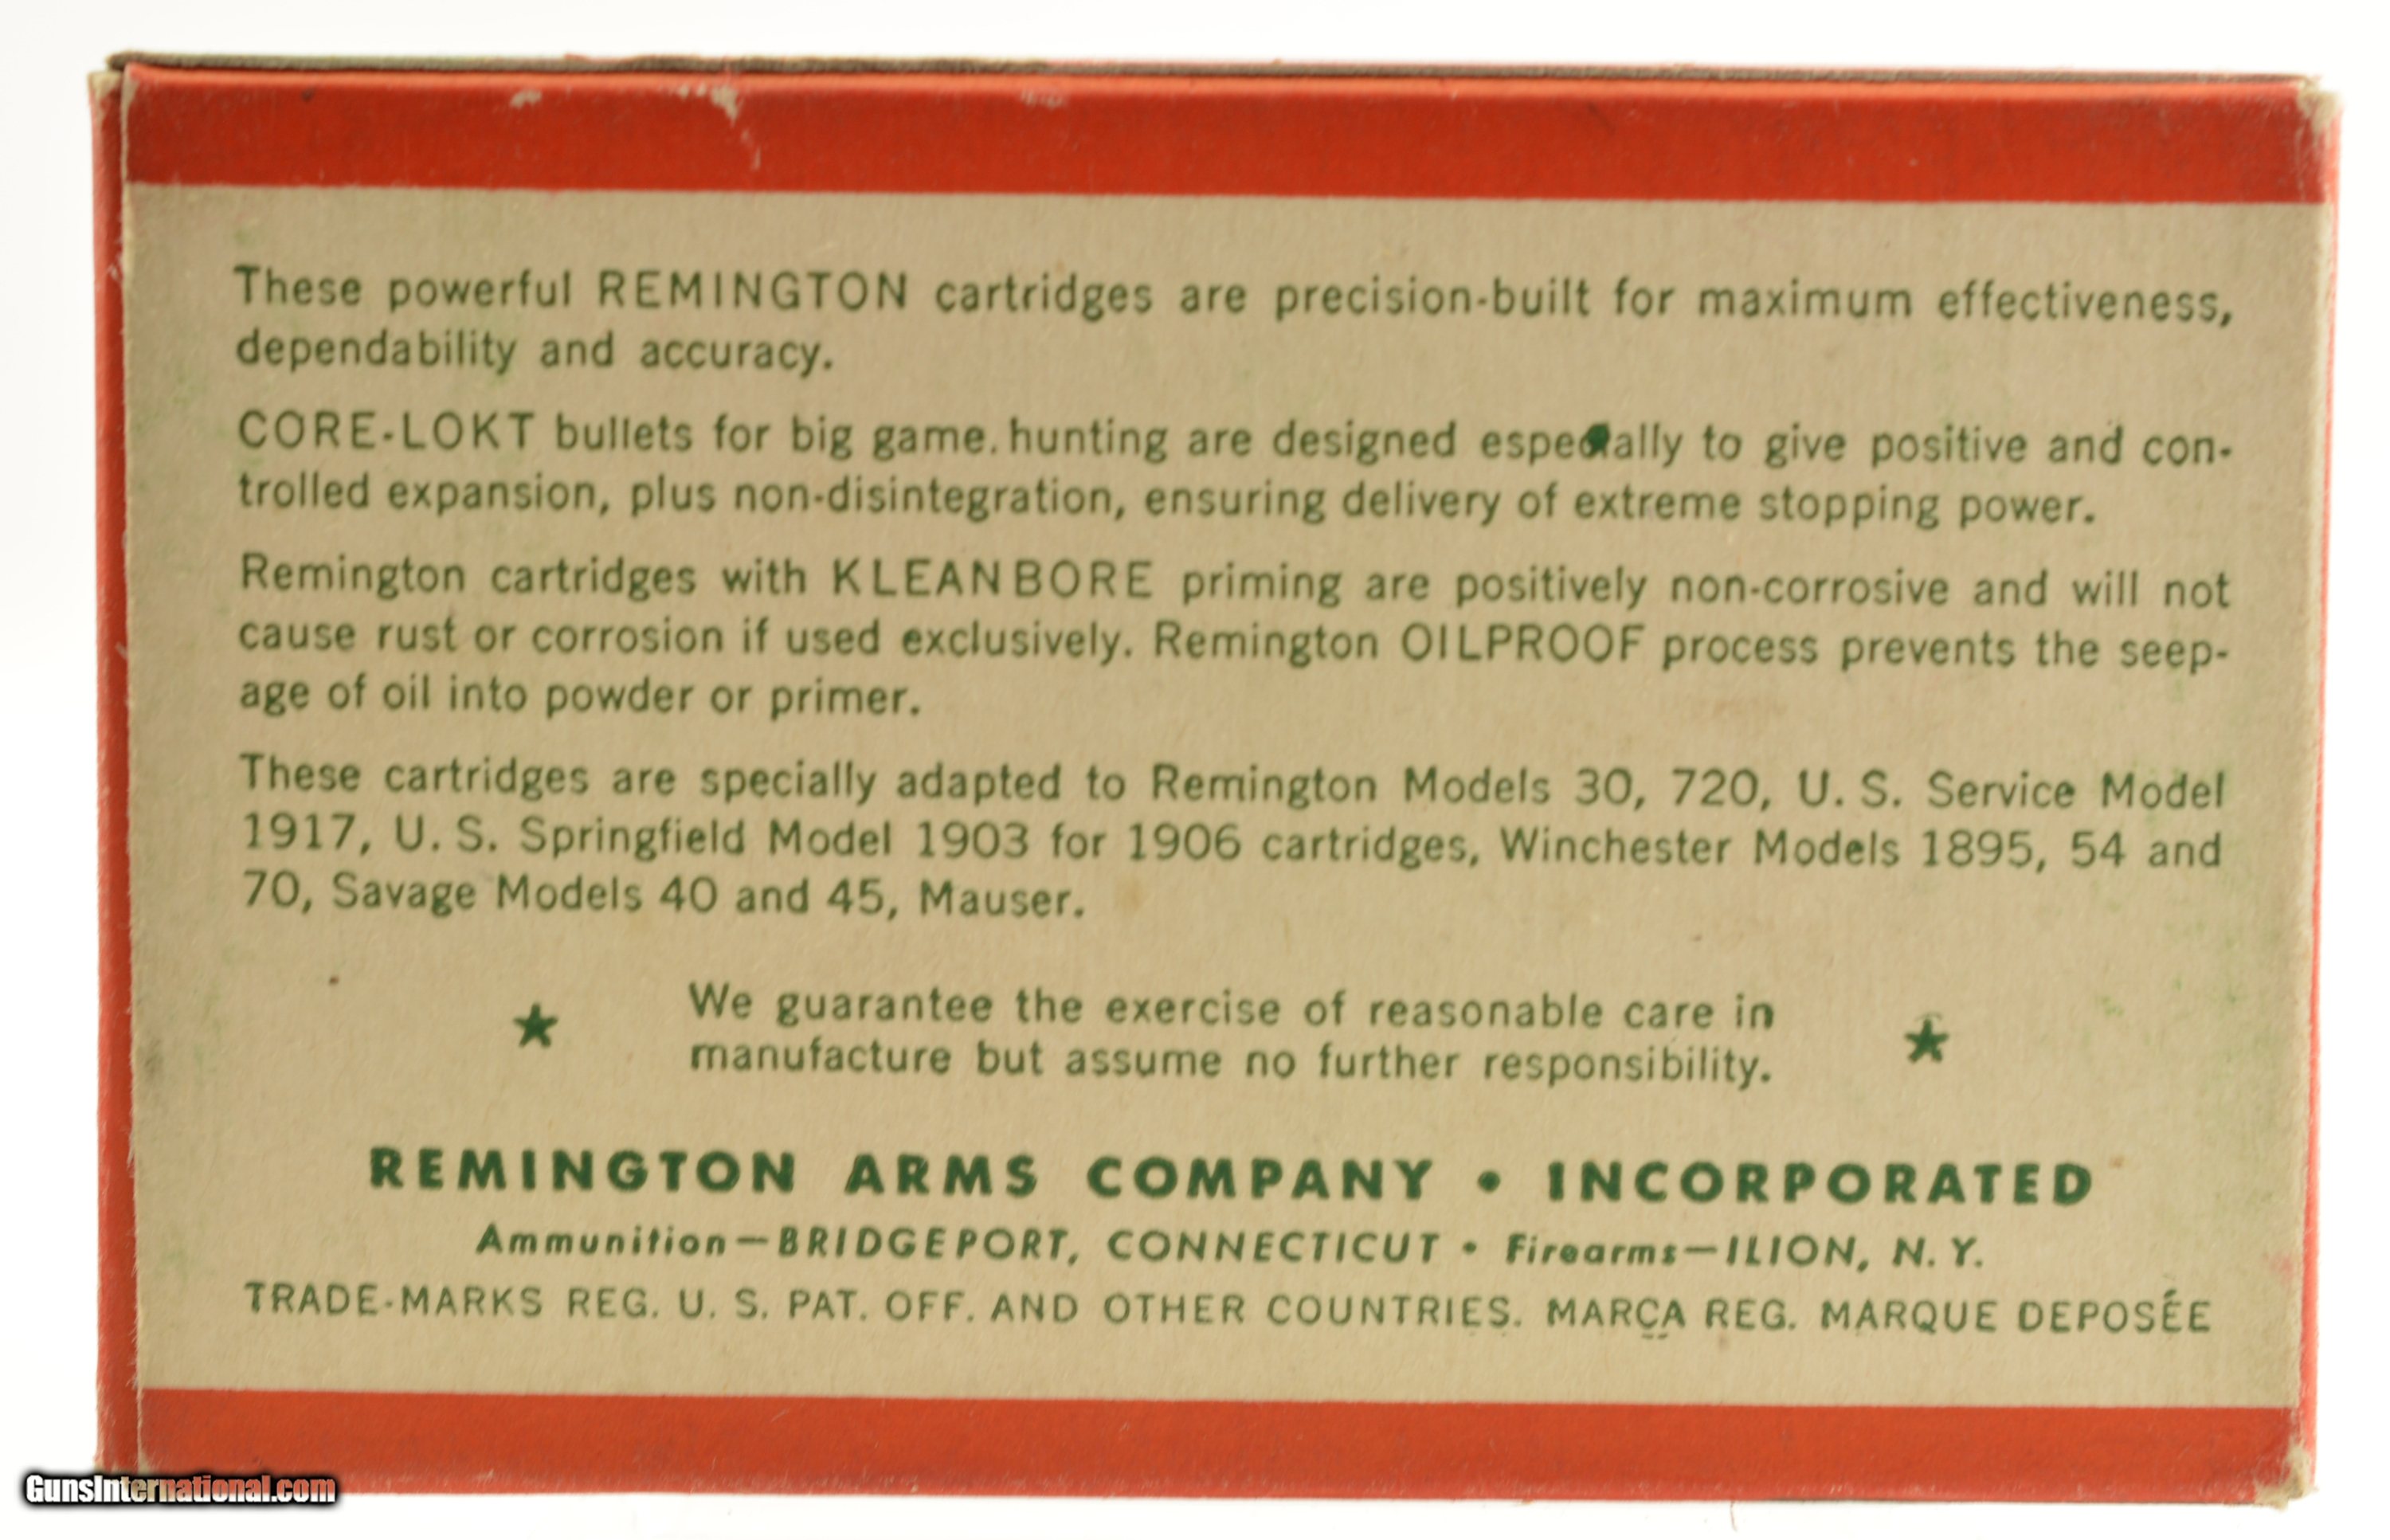 These powerful REMINGTON cartridges are precision-built for maximum effectiveness,
dependability and accuracy.
CORE-LOKT bullets for big game. hunting are designed especially to give positive and con-
trolled expansion, plus non-disintegration, ensuring delivery of extreme stopping power.
Remington cartridges with KLEANBORE priming are positively non-corrosive and will not
cause rust or corrosion if used exclusively. Remington OILPROOF process prevents the seep-
age of oil into powder or primer.
These cartridges are specially adapted to Remington Models 30, 720, U. S. Service Model
1917, U. S. Springfield Model 1903 for 1906 cartridges, Winchester Models 1895, 54 and
70, Savage Models 40 and 45, Mauser.
★ We guarantee the exercise of reasonable care in ★
manufacture but assume no further responsibility.
REMINGTON ARMS COMPANY • INCORPORATED
Ammunition—BRIDGEPORT, CONNECTICUT • Firearms—ILION, N. Y.
TRADE-MARKS REG. U. S. PAT. OFF. AND OTHER COUNTRIES. MARCA REG. MARQUE DEPOSÉE
GunsInternational.com